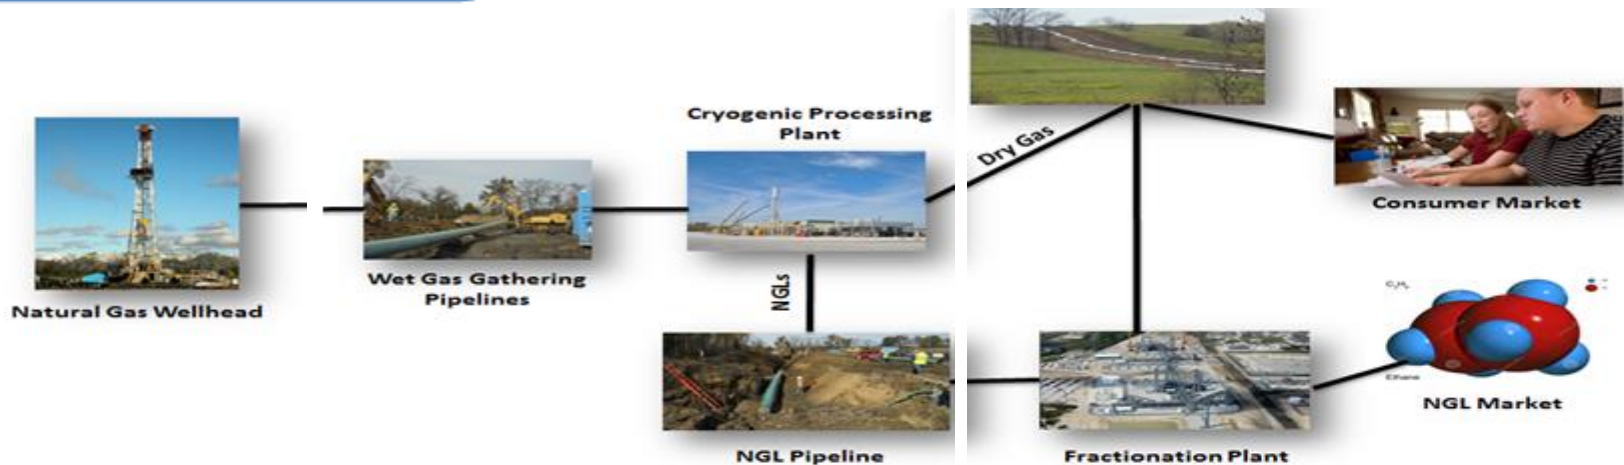 Cryogenic Processing
Plant
Dry Gas
Consumer Market
Natural Gas Wellhead
Wet Gas Gathering
Pipelines
NGLs
Ethane
NGL Market
NGL Pipeline
Fractionation Plant